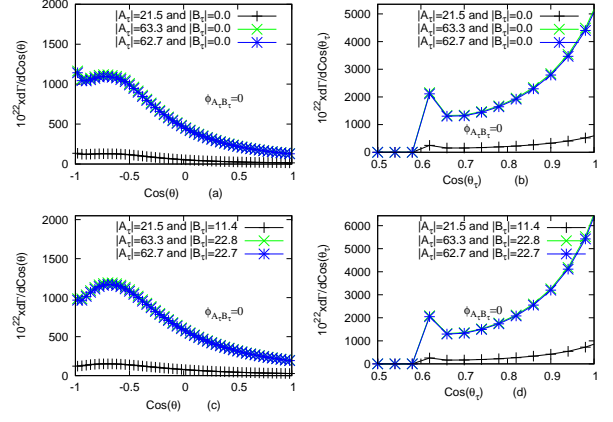 |A_τ|=21.5 and |B_τ|=0.0
|A_τ|=63.3 and |B_τ|=0.0
|A_τ|=62.7 and |B_τ|=0.0
ϕ_{A_τB_τ}=0
10^22xdΓ/dCos(θ)
2000
1500
1000
500
0
-1 -0.5 0 0.5 1
Cos(θ) (a)
|A_τ|=21.5 and |B_τ|=0.0
|A_τ|=63.3 and |B_τ|=0.0
|A_τ|=62.7 and |B_τ|=0.0
ϕ_{A_τB_τ}=0
10^22xdΓ/dCos(θ_τ)
5000
4000
3000
2000
1000
0
0.5 0.6 0.7 0.8 0.9 1
Cos(θ_τ) (b)
|A_τ|=21.5 and |B_τ|=11.4
|A_τ|=63.3 and |B_τ|=22.8
|A_τ|=62.7 and |B_τ|=22.7
ϕ_{A_τB_τ}=0
10^22xdΓ/dCos(θ)
2000
1500
1000
500
0
-1 -0.5 0 0.5 1
Cos(θ) (c)
|A_τ|=21.5 and |B_τ|=11.4
|A_τ|=63.3 and |B_τ|=22.8
|A_τ|=62.7 and |B_τ|=22.7
ϕ_{A_τB_τ}=0
10^22xdΓ/dCos(θ_τ)
6000
5000
4000
3000
2000
1000
0
0.5 0.6 0.7 0.8 0.9 1
Cos(θ_τ) (d)